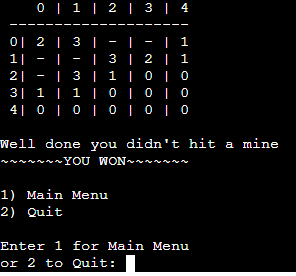 0 | 1 | 2 | 3 | 4
--------------------
0| 2 | 3 | – | – | 1
1| – | – | 3 | 2 | 1
2| – | 3 | 1 | 0 | 0
3| 1 | 1 | 0 | 0 | 0
4| 0 | 0 | 0 | 0 | 0
Well done you didn't hit a mine
~~~~~~~YOU WON~~~~~~~
1) Main Menu
2) Quit
Enter 1 for Main Menu
or 2 to Quit: